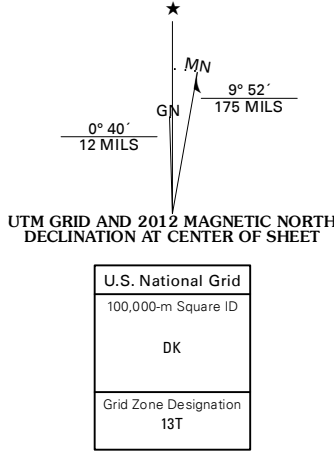 ★
MN
GN
9° 52´
175 MILS
0° 40´
12 MILS
UTM GRID AND 2012 MAGNETIC NORTH
DECLINATION AT CENTER OF SHEET
U.S. National Grid
100,000-m Square ID
DK
Grid Zone Designation
13T